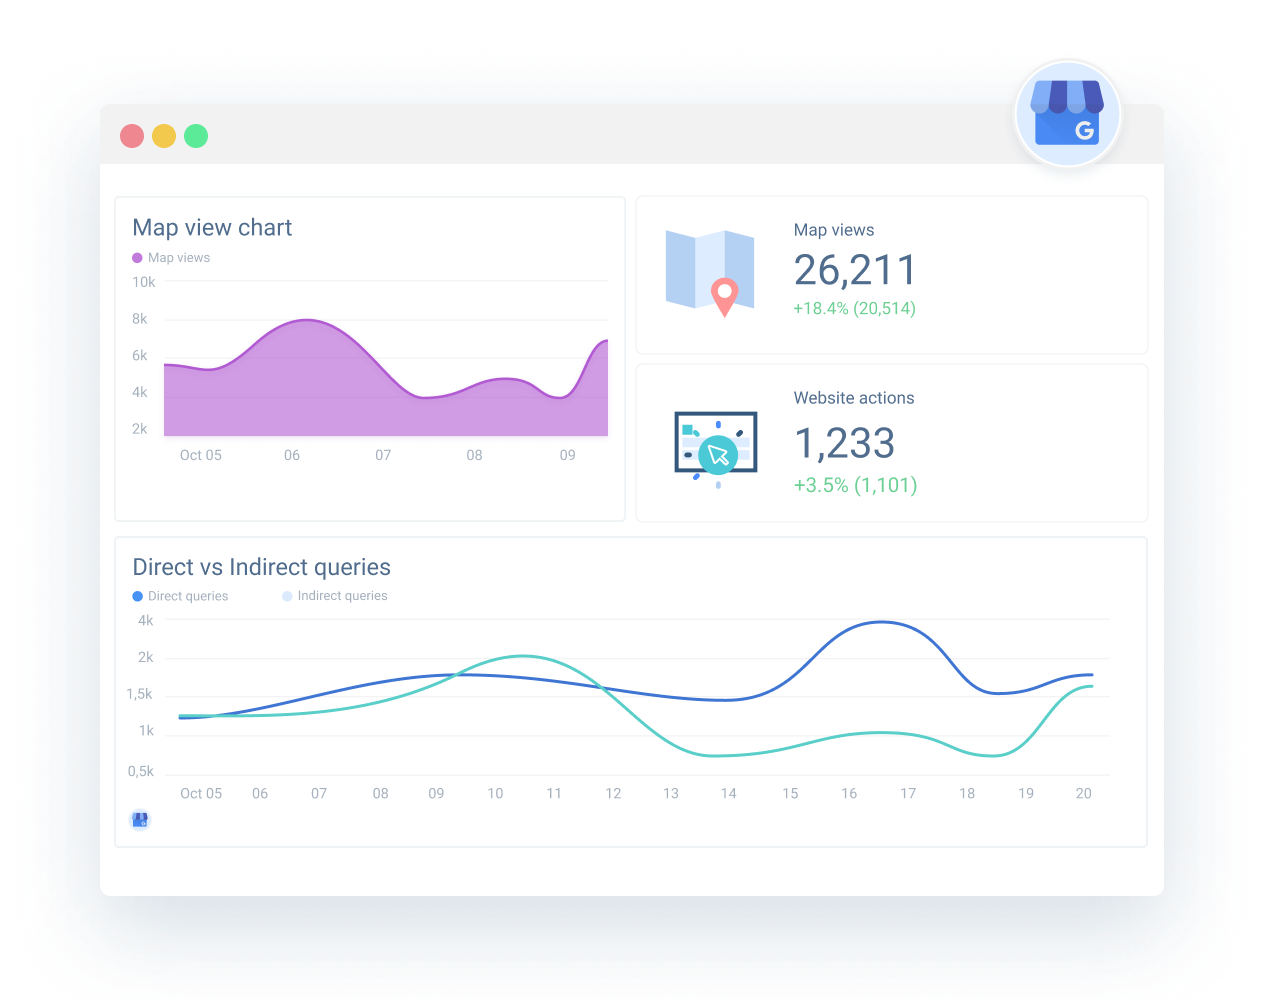 G
Map view chart
Map views
10k
8k
6k
4k
2k
Oct 05 06 07 08 09
Map views
26,211
+18.4% (20,514)
Website actions
1,233
+3.5% (1,101)
Direct vs Indirect queries
Direct queries Indirect queries
4k
2k
1,5k
1k
0,5k
Oct 05 06 07 08 09 10 11 12 13 14 15 16 17 18 19 20
G